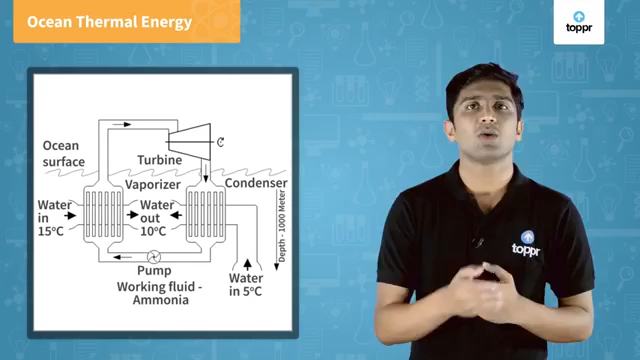 Ocean Thermal Energy
toppr
Ocean
surface
Turbine
Vaporizer
Condenser
Water
in
15°C
Water
out
10°C
Depth - 1000 Meter
Pump
Water
in 5°C
Working fluid -
Ammonia
toppr